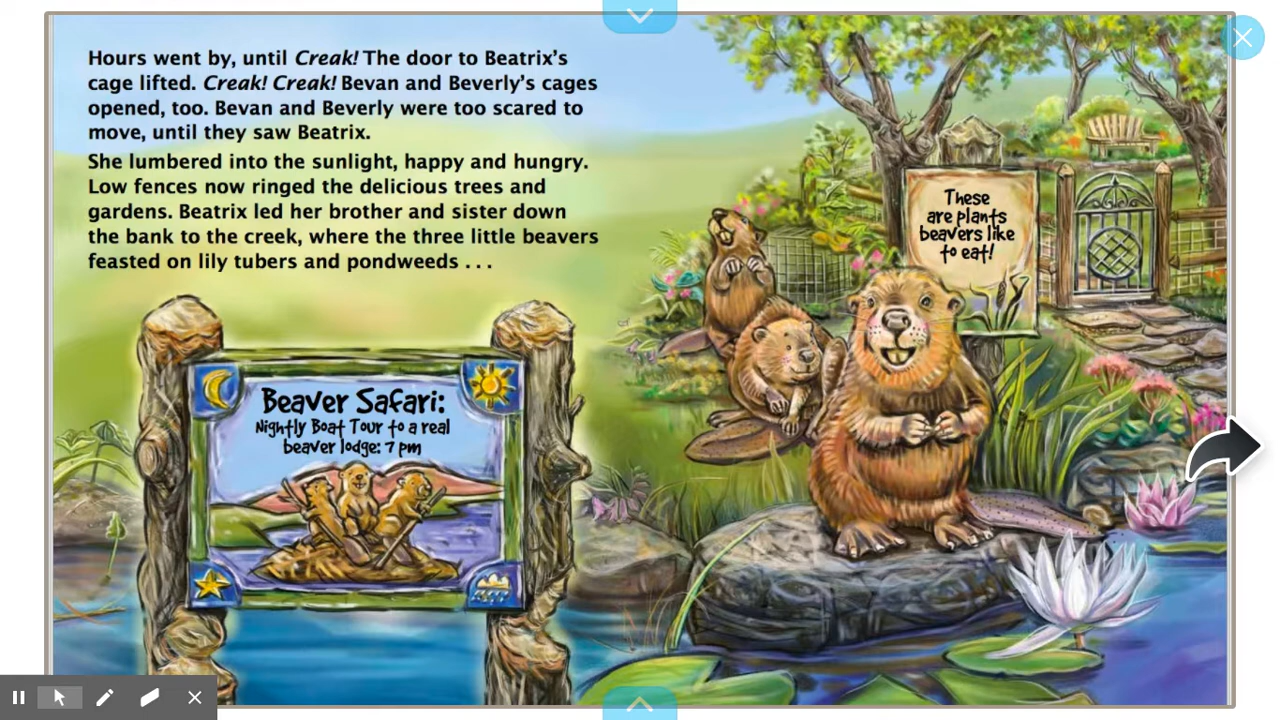 Hours went by, until Creak! The door to Beatrix’s
cage lifted. Creak! Creak! Bevan and Beverly’s cages
opened, too. Bevan and Beverly were too scared to
move, until they saw Beatrix.
She lumbered into the sunlight, happy and hungry.
Low fences now ringed the delicious trees and
gardens. Beatrix led her brother and sister down
the bank to the creek, where the three little beavers
feasted on lily tubers and pondweeds . . .
These
are plants
beavers like
to eat!
Beaver Safari:
Nightly Boat Tour to a real
beaver lodge: 7 pm